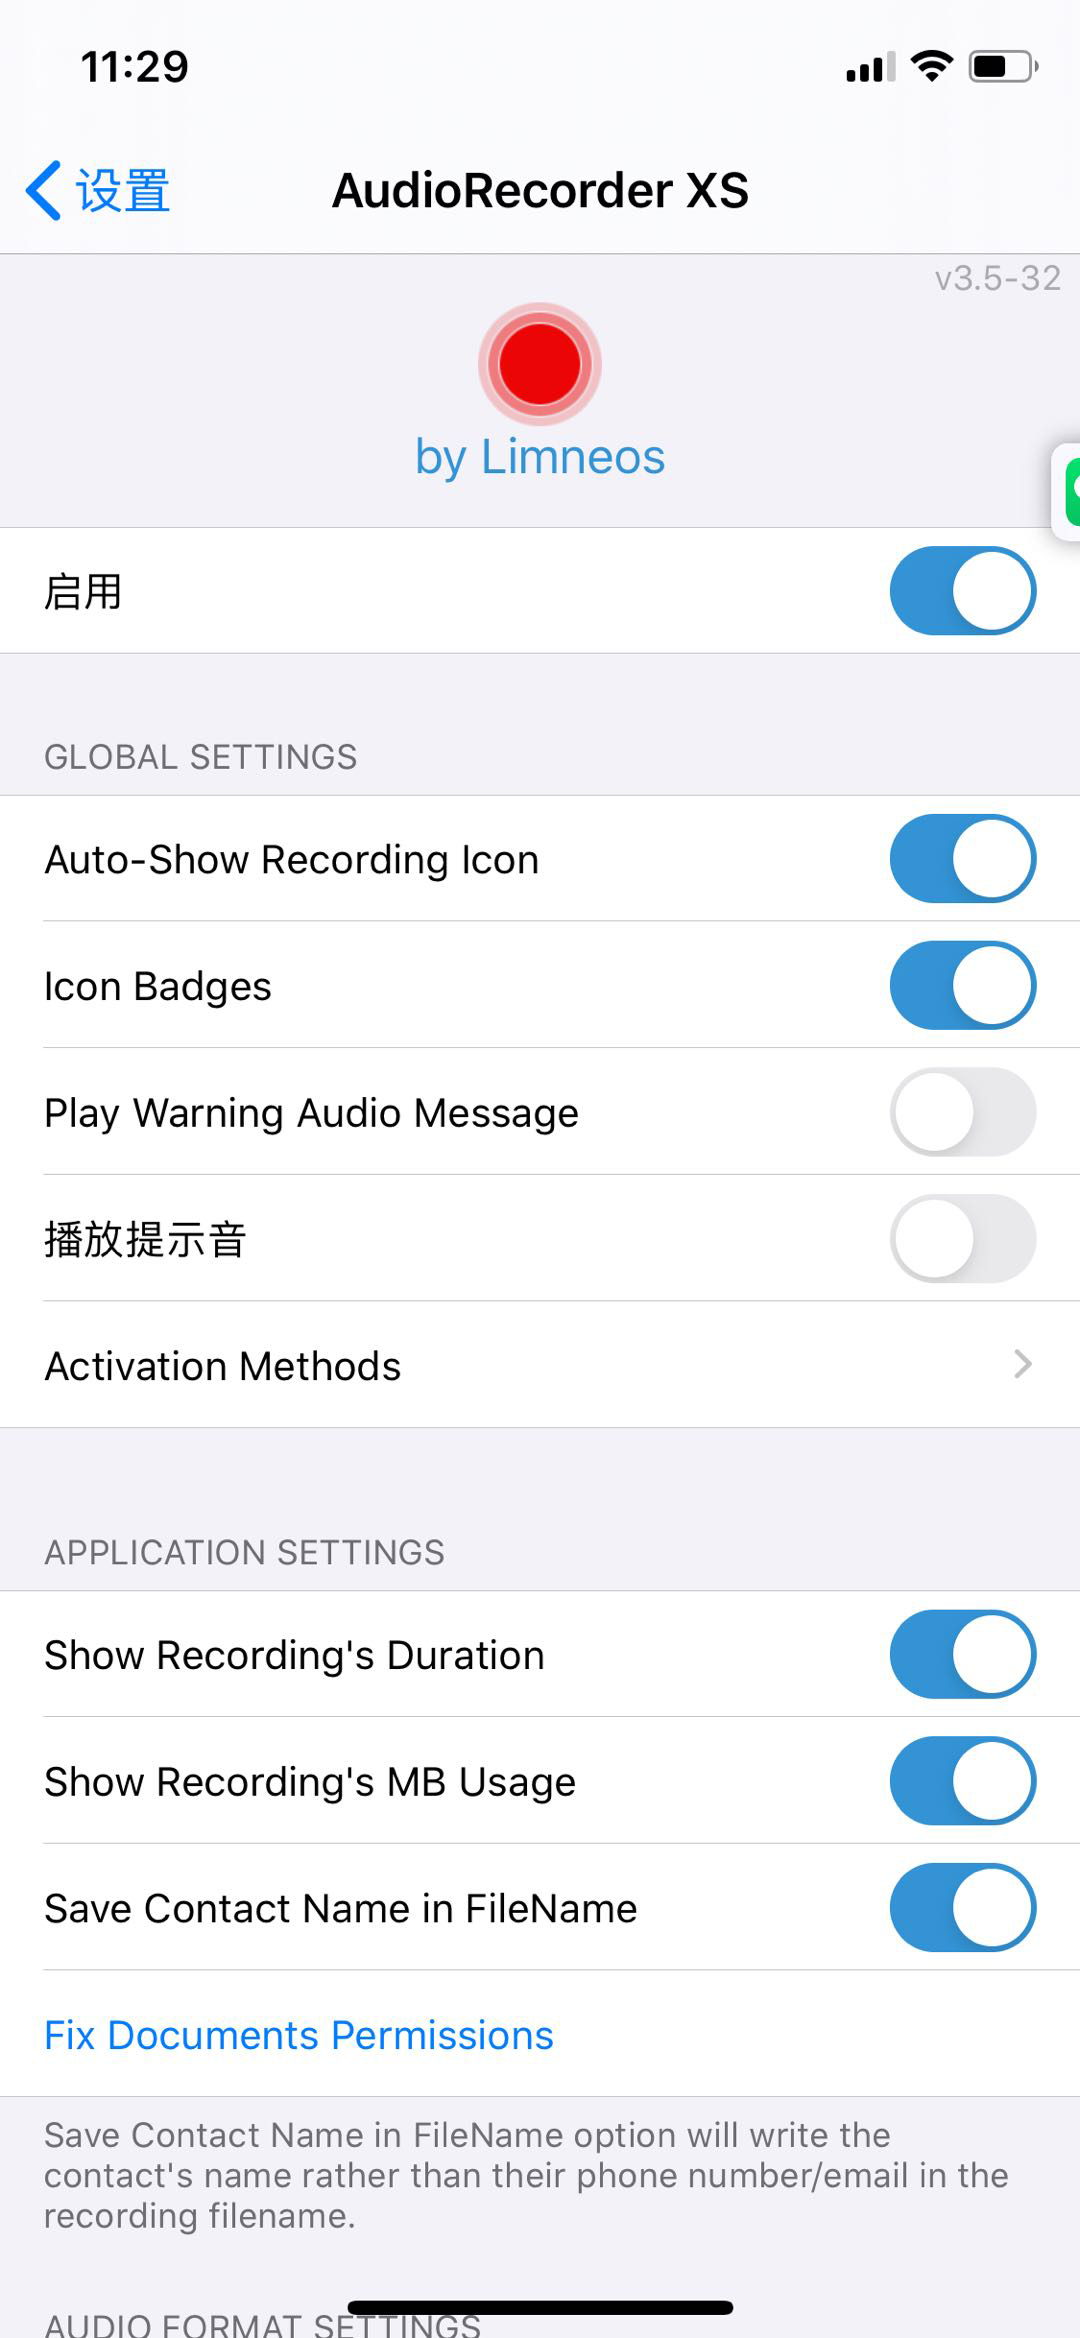 11:29
设置
AudioRecorder XS
v3.5-32
by Limneos
启用
GLOBAL SETTINGS
Auto-Show Recording Icon
Icon Badges
Play Warning Audio Message
播放提示音
Activation Methods
APPLICATION SETTINGS
Show Recording's Duration
Show Recording's MB Usage
Save Contact Name in FileName
Fix Documents Permissions
Save Contact Name in FileName option will write the
contact's name rather than their phone number/email in the
recording filename.
AUDIO FORMAT SETTINGS